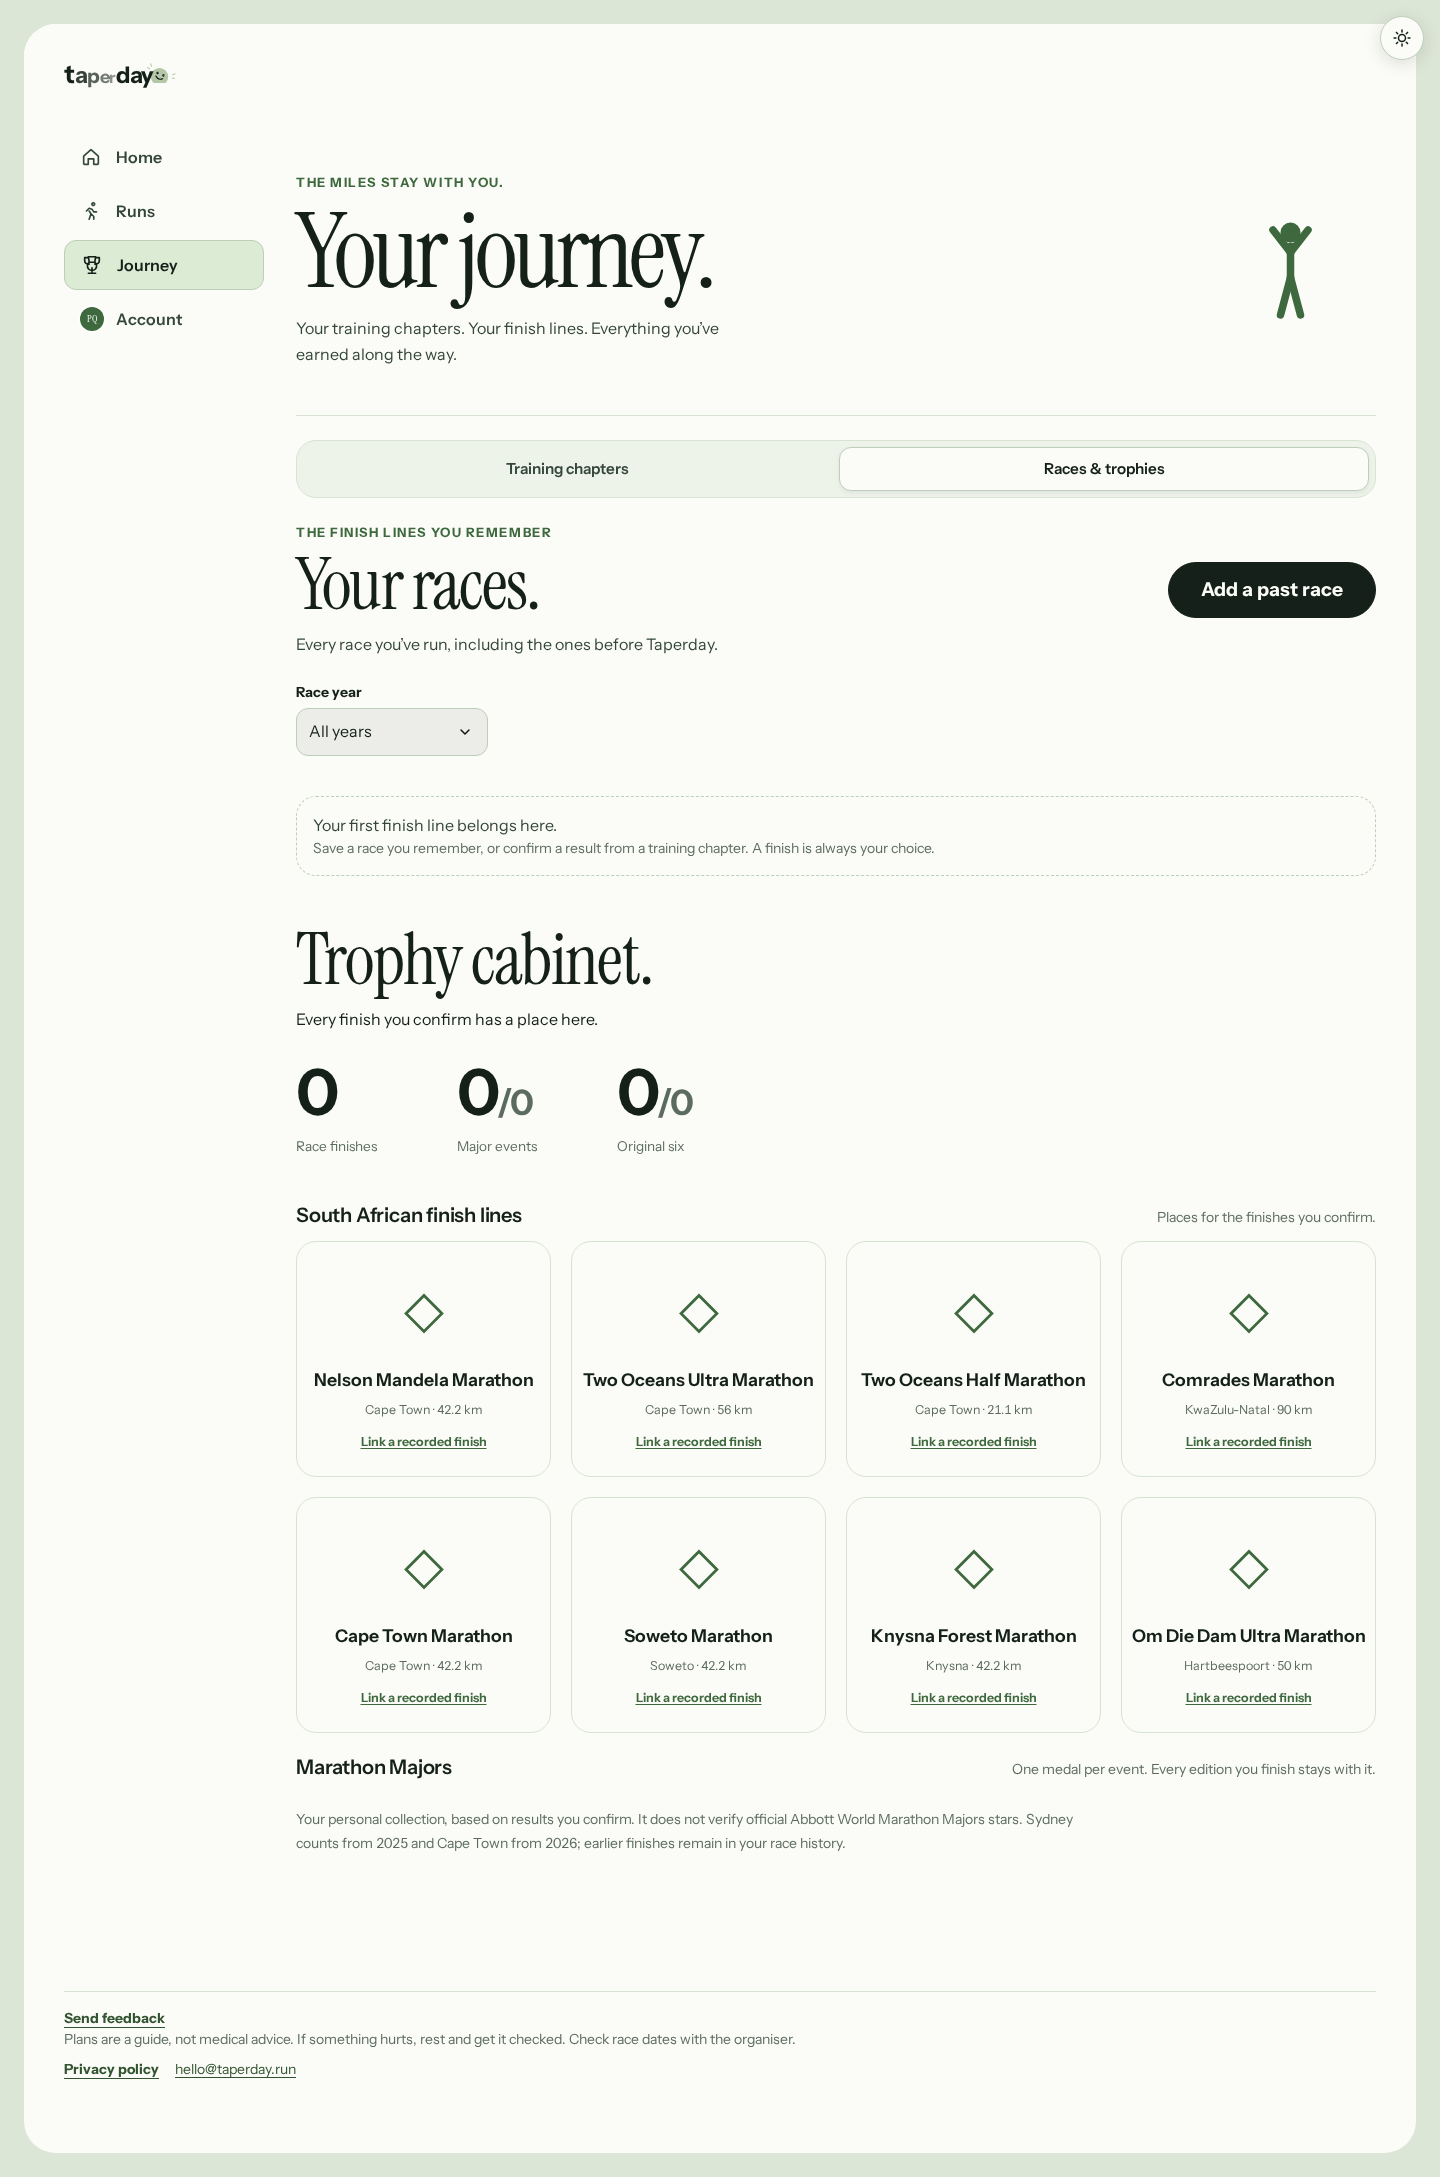 taperday
Home
Runs
Journey
PQ
Account
THE MILES STAY WITH YOU.
Your journey.
Your training chapters. Your finish lines. Everything you’ve
earned along the way.
Training chapters
Races & trophies
THE FINISH LINES YOU REMEMBER
Your races.
Add a past race
Every race you’ve run, including the ones before Taperday.
Race year
All years
Your first finish line belongs here.
Save a race you remember, or confirm a result from a training chapter. A finish is always your choice.
Trophy cabinet.
Every finish you confirm has a place here.
0
0/0
0/0
Race finishes
Major events
Original six
South African finish lines
Places for the finishes you confirm.
Nelson Mandela Marathon
Cape Town · 42.2 km
Link a recorded finish
Two Oceans Ultra Marathon
Cape Town · 56 km
Link a recorded finish
Two Oceans Half Marathon
Cape Town · 21.1 km
Link a recorded finish
Comrades Marathon
KwaZulu-Natal · 90 km
Link a recorded finish
Cape Town Marathon
Cape Town · 42.2 km
Link a recorded finish
Soweto Marathon
Soweto · 42.2 km
Link a recorded finish
Knysna Forest Marathon
Knysna · 42.2 km
Link a recorded finish
Om Die Dam Ultra Marathon
Hartbeespoort · 50 km
Link a recorded finish
Marathon Majors
One medal per event. Every edition you finish stays with it.
Your personal collection, based on results you confirm. It does not verify official Abbott World Marathon Majors stars. Sydney
counts from 2025 and Cape Town from 2026; earlier finishes remain in your race history.
Send feedback
Plans are a guide, not medical advice. If something hurts, rest and get it checked. Check race dates with the organiser.
Privacy policy
hello@taperday.run